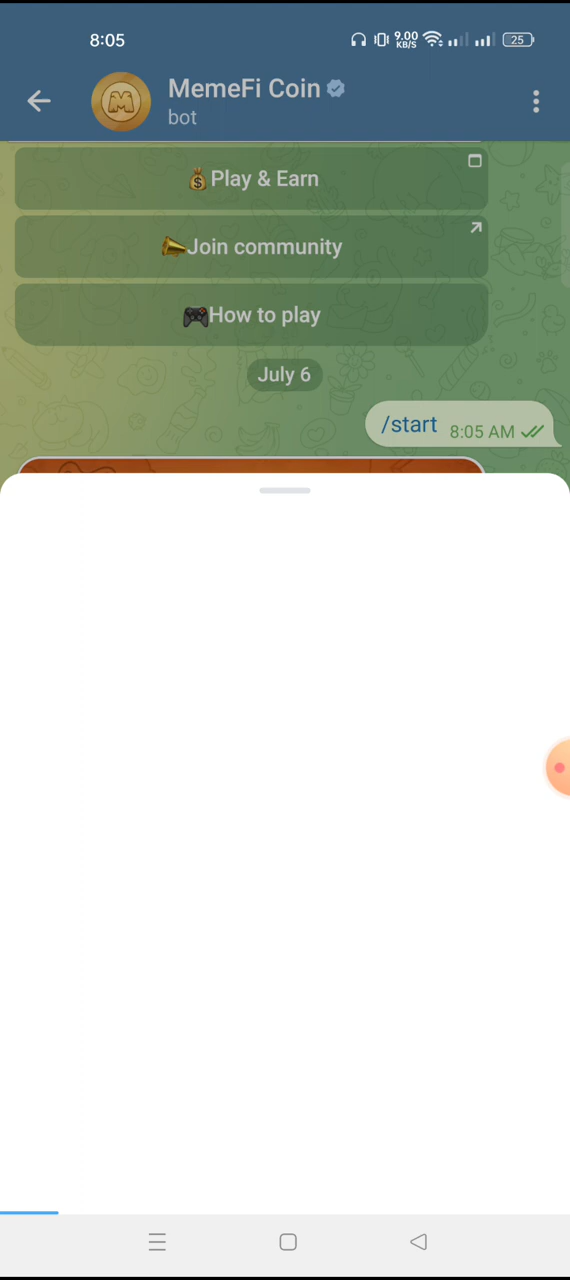 8:05
9.00
KB/S
25
MemeFi Coin
bot
💰Play & Earn
📣Join community
🎮How to play
July 6
/start 8:05 AM